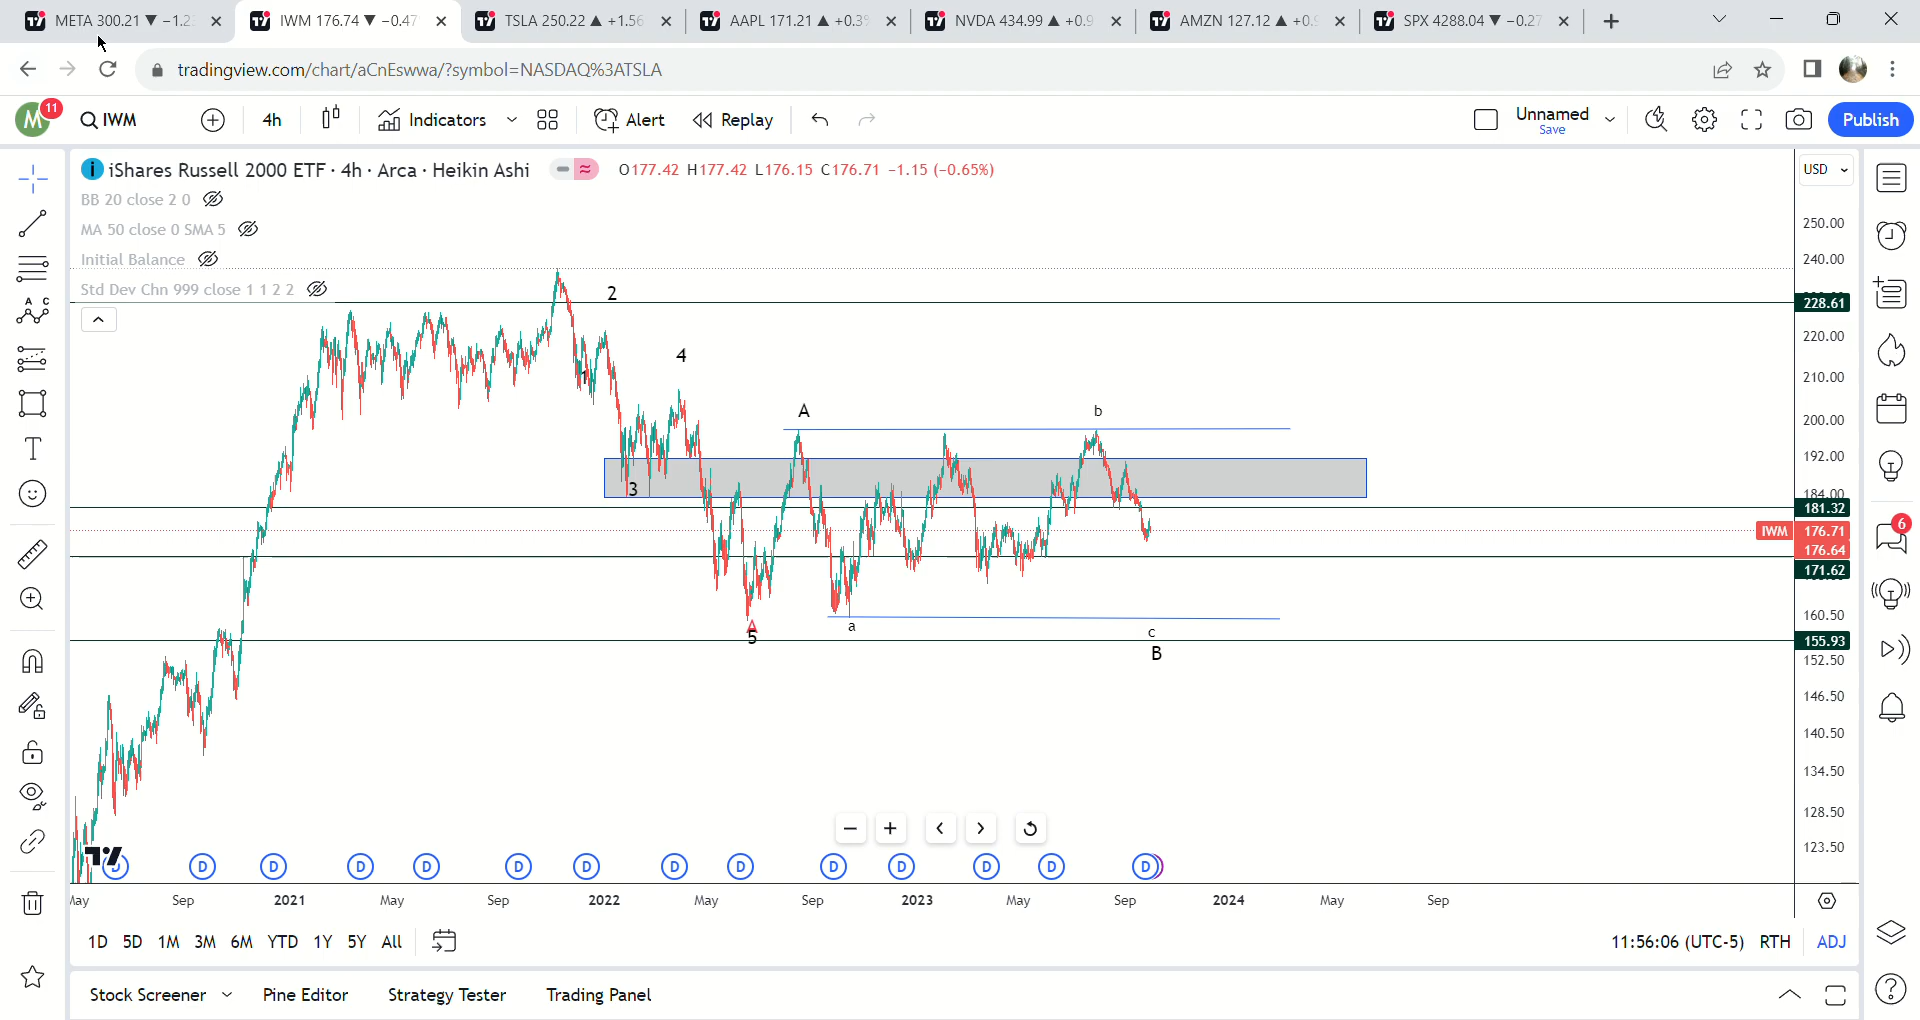 META 300.21 ▼ −1.2
IWM 176.74 ▼ −0.47
TSLA 250.22 ▲ +1.56
AAPL 171.21 ▲ +0.3
NVDA 434.99 ▲ +0.9
AMZN 127.12 ▲ +0.
SPX 4288.04 ▼ −0.27
tradingview.com/chart/aCnEswwa/?symbol=NASDAQ%3ATSLA
M
11
IWM
4h
Indicators
Alert
Replay
Unnamed
Save
Publish
iShares Russell 2000 ETF · 4h · Arca · Heikin Ashi
O177.42 H177.42 L176.15 C176.71 −1.15 (−0.65%)
USD
BB 20 close 2 0
MA 50 close 0 SMA 5
Initial Balance
Std Dev Chn 999 close 1 1 2 2
250.00
240.00
228.61
220.00
210.00
200.00
192.00
184.00
181.32
IWM 176.71
176.64
171.62
160.50
155.93
152.50
146.50
140.50
134.50
128.50
123.50
2
1
4
3
A
b
5
a
c
B
6
D D D D D D D D D D D D D D
May Sep 2021 May Sep 2022 May Sep 2023 May Sep 2024 May Sep
1D 5D 1M 3M 6M YTD 1Y 5Y All
11:56:06 (UTC-5) RTH ADJ
Stock Screener Pine Editor Strategy Tester Trading Panel